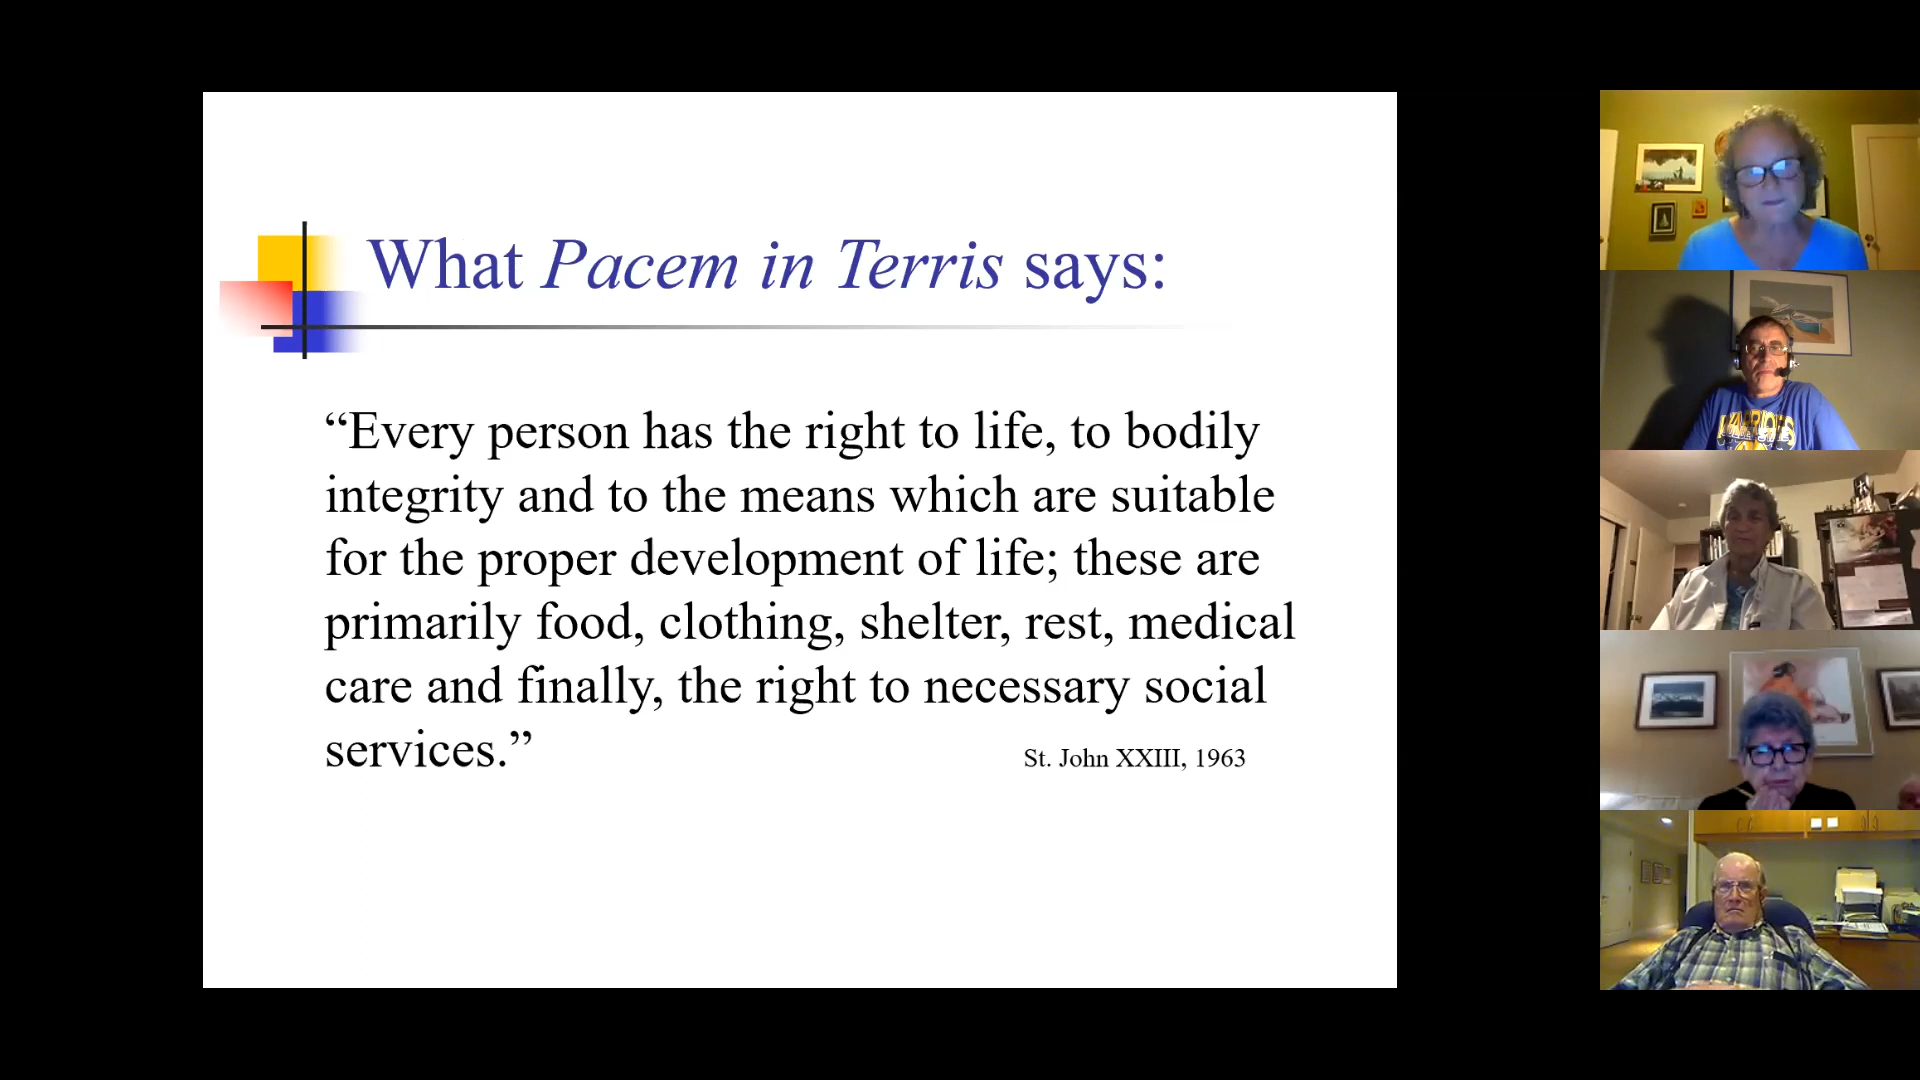 What Pacem in Terris says:
“Every person has the right to life, to bodily
integrity and to the means which are suitable
for the proper development of life; these are
primarily food, clothing, shelter, rest, medical
care and finally, the right to necessary social
services.”
St. John XXIII, 1963
WARRIORS